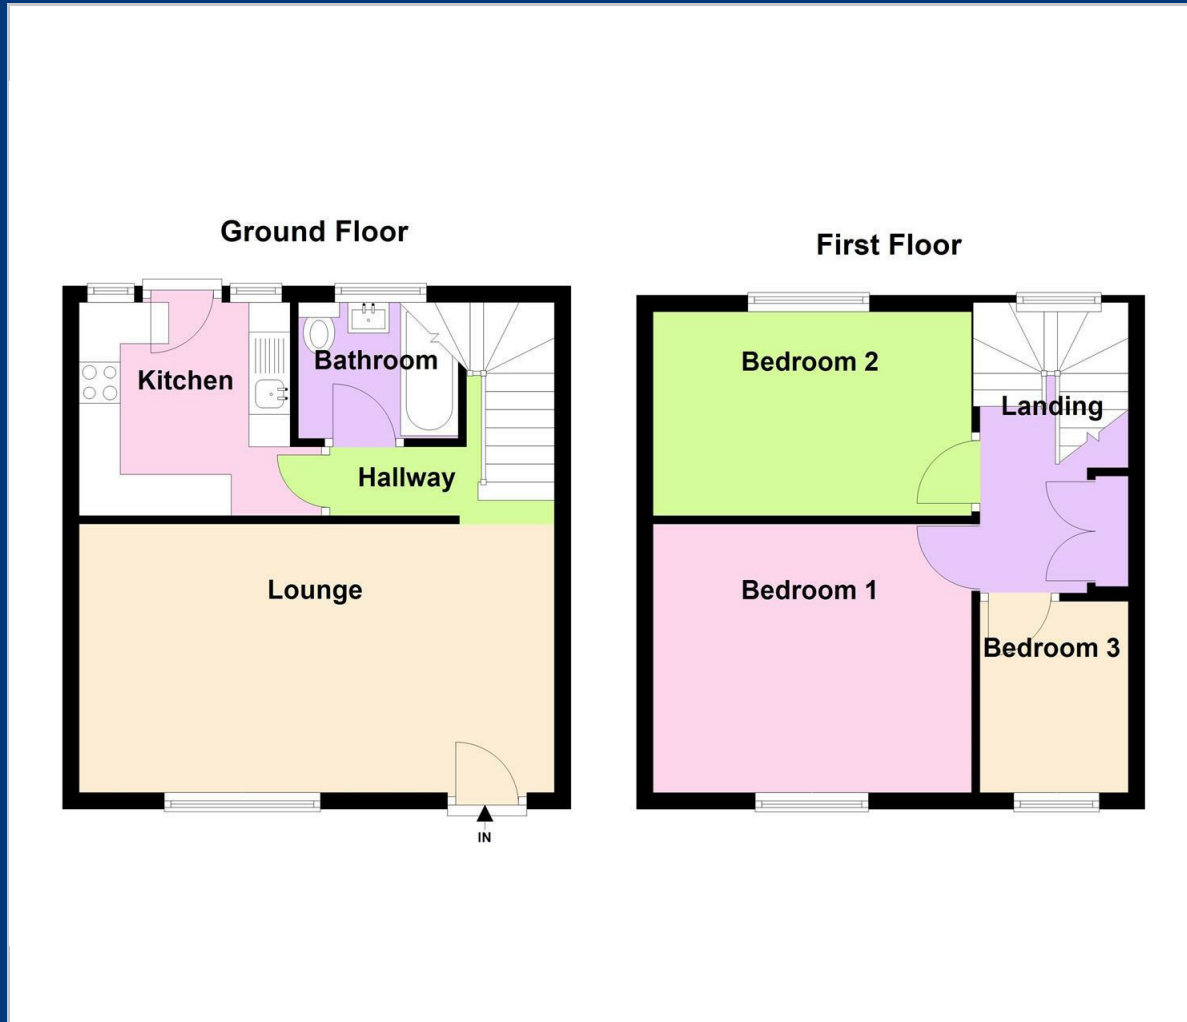 Ground Floor
First Floor
Kitchen
Bathroom
Hallway
Lounge
IN
Bedroom 2
Landing
Bedroom 1
Bedroom 3